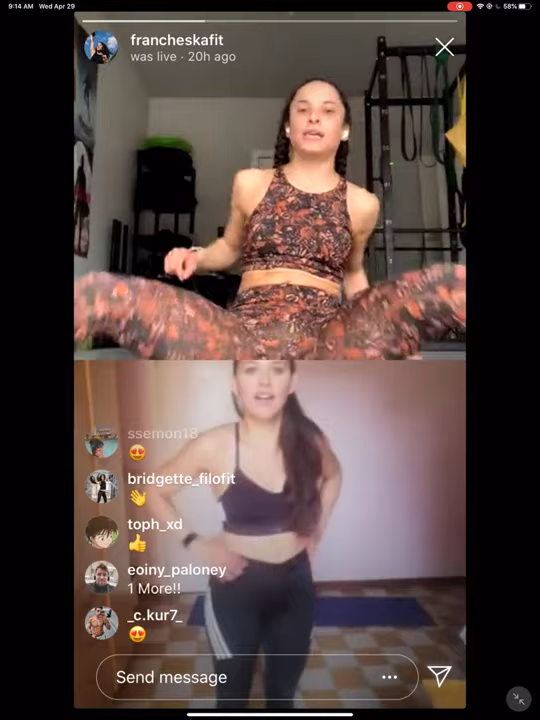 9:14 AM Wed Apr 29
58%
francheskafit
was live · 20h ago
ssemon18
bridgette_filofit
toph_xd
eoiny_paloney
1 More!!
_c.kur7_
Send message